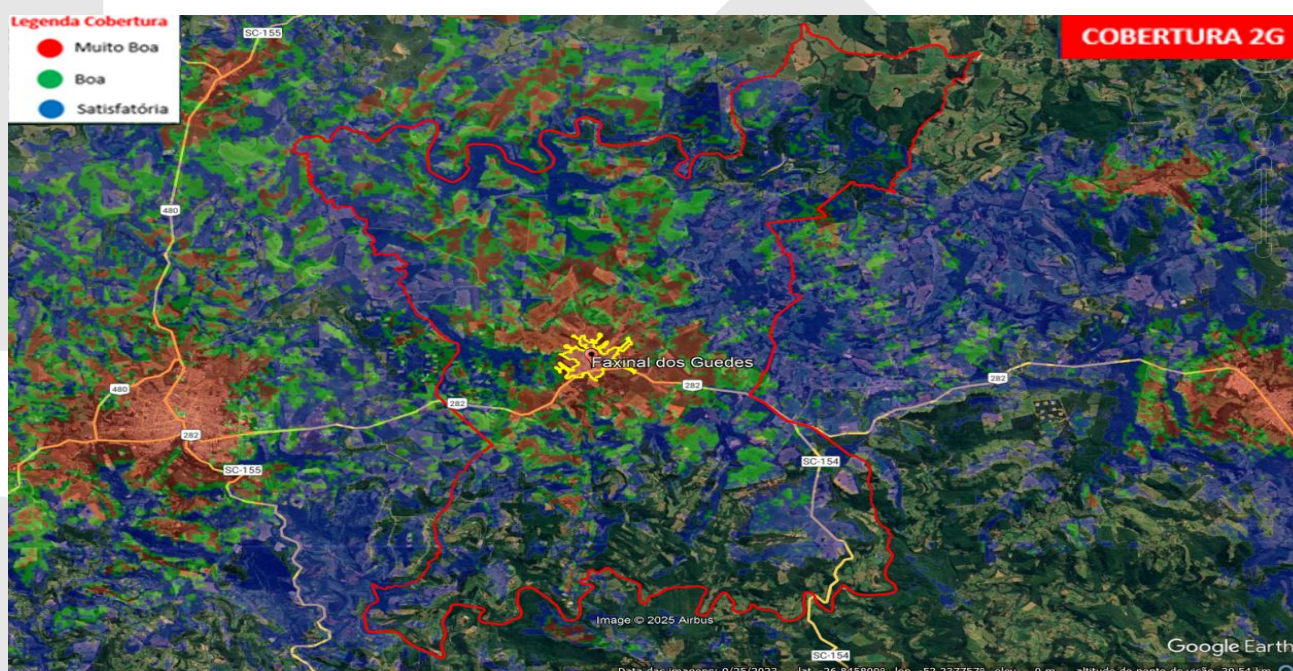 Legenda Cobertura
Muito Boa
Boa
Satisfatória
COBERTURA 2G
SC-155
480
480
282
SC-155
282
Faxinal dos Guedes
282
282
SC-154
SC-154
Image © 2025 Airbus
Google Earth